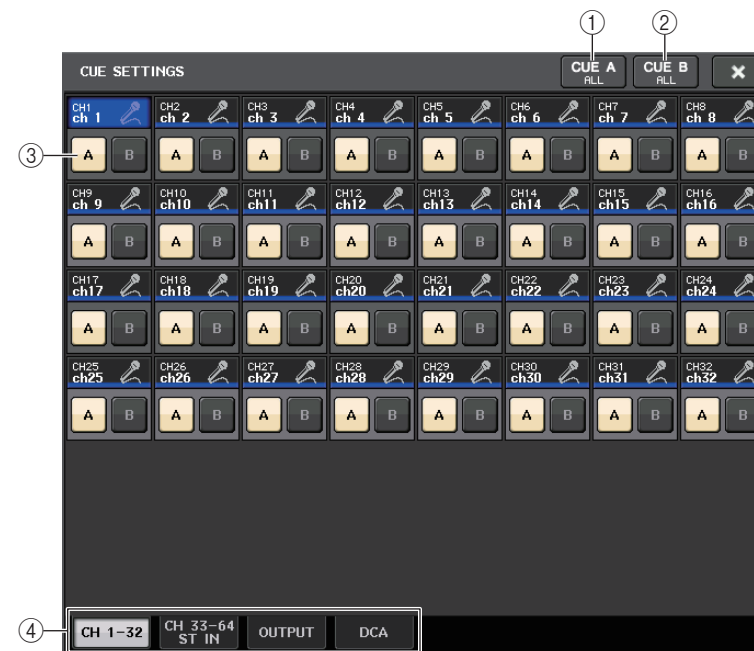 ① ②
CUE SETTINGS CUE A CUE B ×
ALL ALL
CH1 CH2 CH3 CH4 CH5 CH6 CH7 CH8
ch 1 ch 2 ch 3 ch 4 ch 5 ch 6 ch 7 ch 8
③ A B A B A B A B A B A B A B A B
CH9 CH10 CH11 CH12 CH13 CH14 CH15 CH16
ch 9 ch10 ch11 ch12 ch13 ch14 ch15 ch16
A B A B A B A B A B A B A B A B
CH17 CH18 CH19 CH20 CH21 CH22 CH23 CH24
ch17 ch18 ch19 ch20 ch21 ch22 ch23 ch24
A B A B A B A B A B A B A B A B
CH25 CH26 CH27 CH28 CH29 CH30 CH31 CH32
ch25 ch26 ch27 ch28 ch29 ch30 ch31 ch32
A B A B A B A B A B A B A B A B
④ CH 1-32 CH 33-64 OUTPUT DCA
ST IN